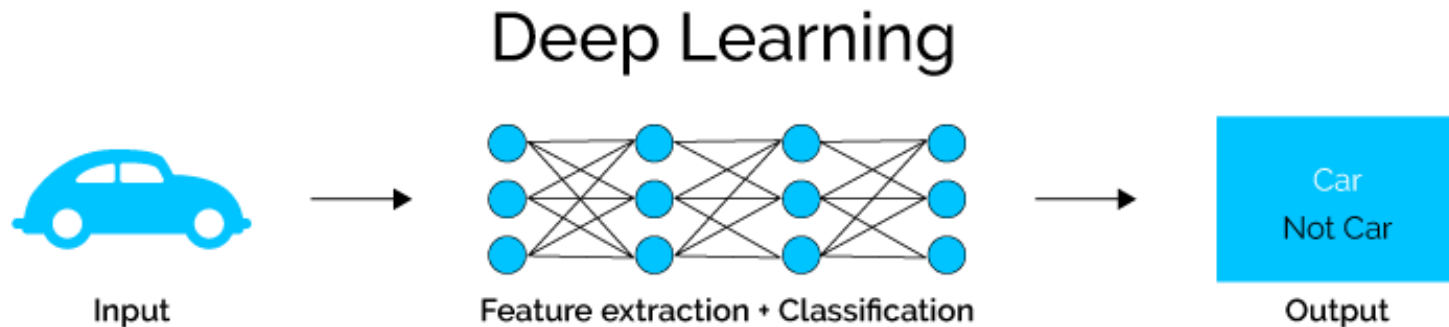 Deep Learning
Car
Not Car
Input
Feature extraction + Classification
Output